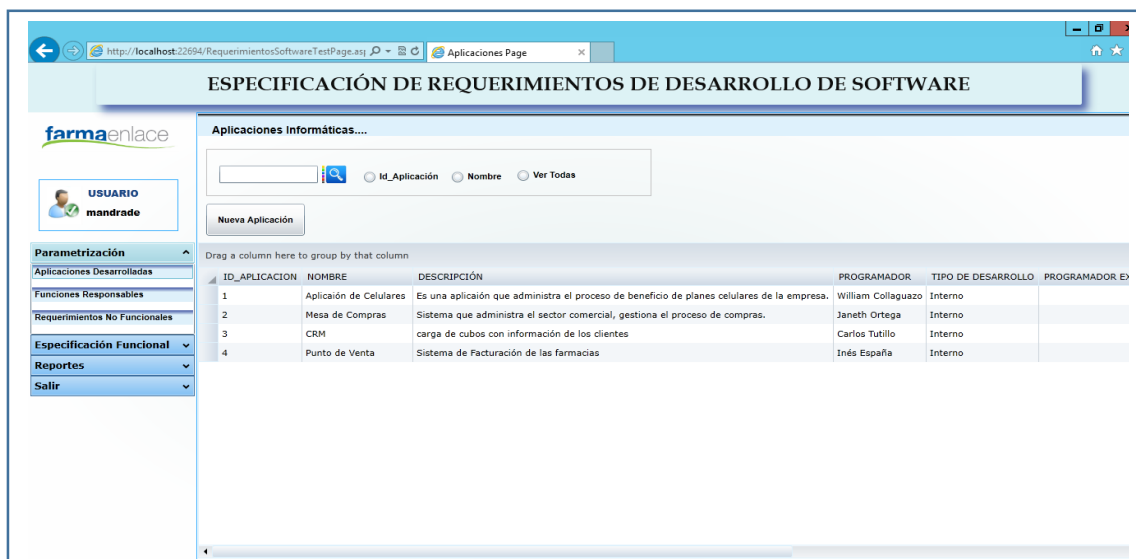 http://localhost:22694/RequerimientosSoftwareTestPage.as
Aplicaciones Page
ESPECIFICACIÓN DE REQUERIMIENTOS DE DESARROLLO DE SOFTWARE
farmaenlace
USUARIO
mandrade
Parametrización
Aplicaciones Desarrolladas
Funciones Responsables
Requerimientos No Funcionales
Especificación Funcional
Reportes
Salir
Aplicaciones Informáticas....
Id_Aplicación Nombre Ver Todas
Nueva Aplicación
Drag a column here to group by that column
ID_APLICACION NOMBRE DESCRIPCIÓN PROGRAMADOR TIPO DE DESARROLLO PROGRAMADOR EX
1 Aplicaión de Celulares Es una aplicaión que administra el proceso de beneficio de planes celulares de la empresa. William Collaguazo Interno
2 Mesa de Compras Sistema que administra el sector comercial, gestiona el proceso de compras. Janeth Ortega Interno
3 CRM carga de cubos con información de los clientes Carlos Tutillo Interno
4 Punto de Venta Sistema de Facturación de las farmacias Inés España Interno